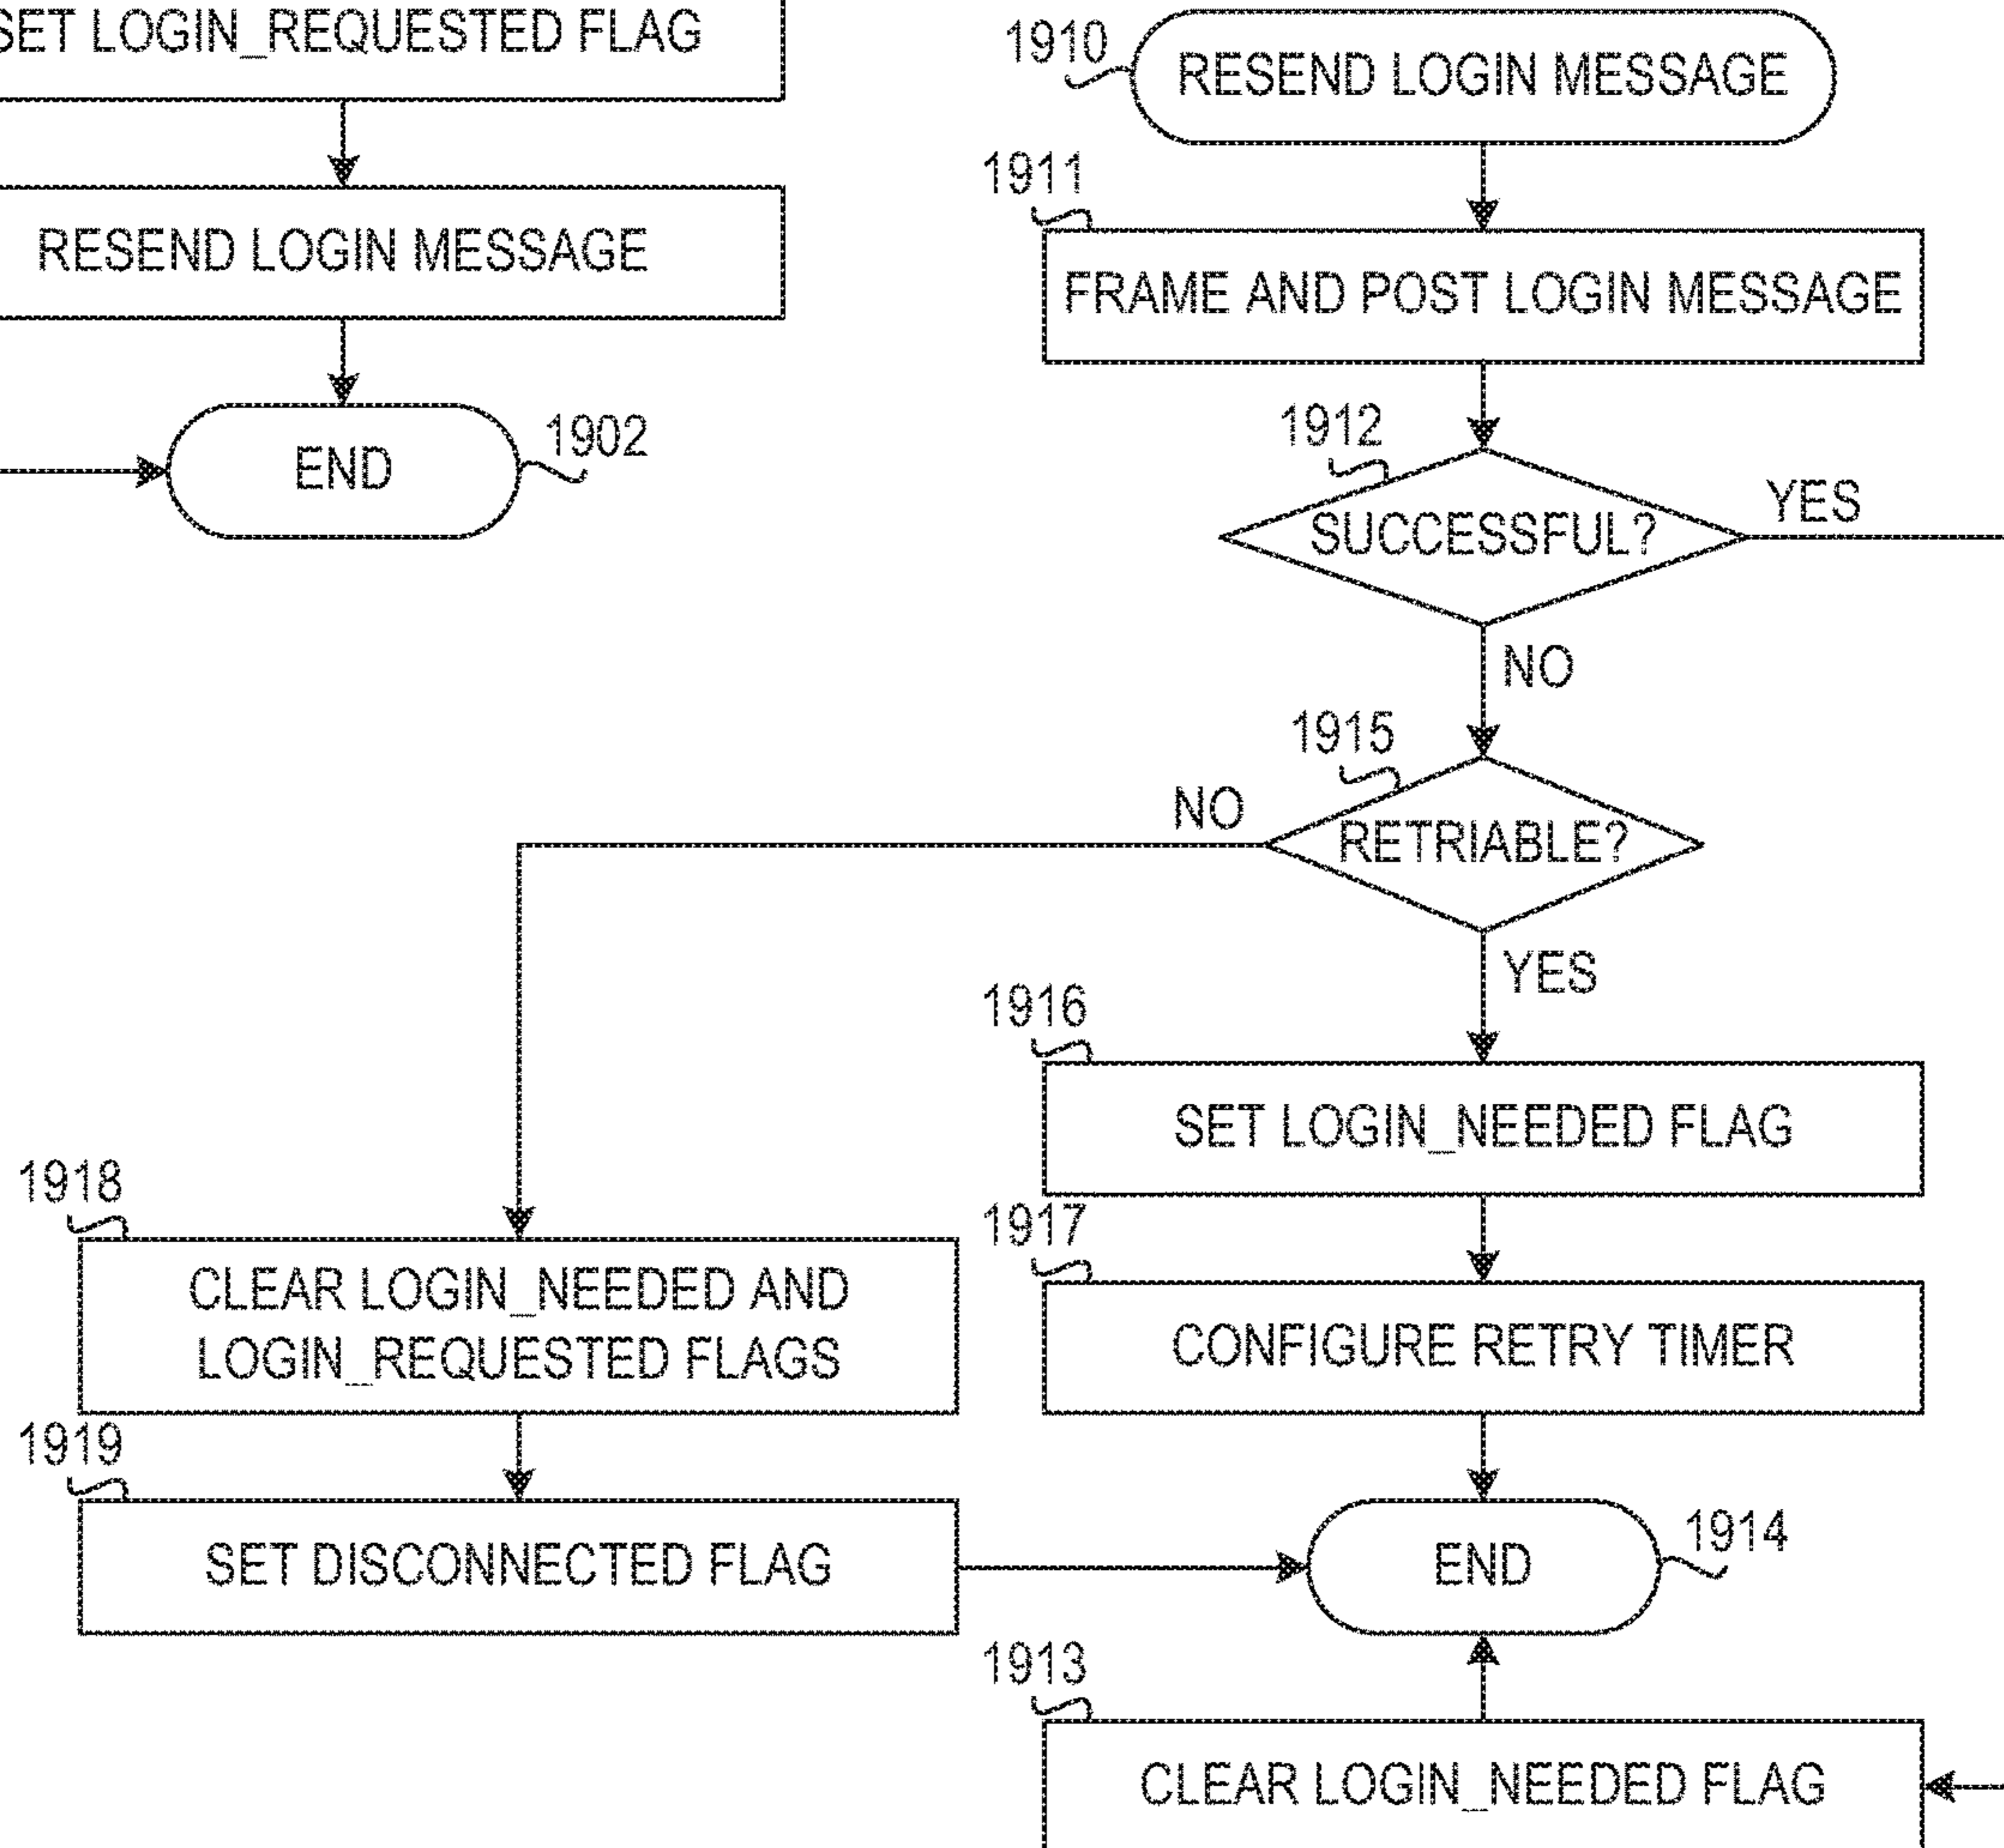 SET LOGIN_REQUESTED FLAG
RESEND LOGIN MESSAGE
END
1902
1910
RESEND LOGIN MESSAGE
1911
FRAME AND POST LOGIN MESSAGE
1912
SUCCESSFUL?
YES
NO
1915
RETRIABLE?
NO
YES
1916
SET LOGIN_NEEDED FLAG
1917
CONFIGURE RETRY TIMER
1918
CLEAR LOGIN_NEEDED AND
LOGIN_REQUESTED FLAGS
1919
SET DISCONNECTED FLAG
END
1914
1913
CLEAR LOGIN_NEEDED FLAG